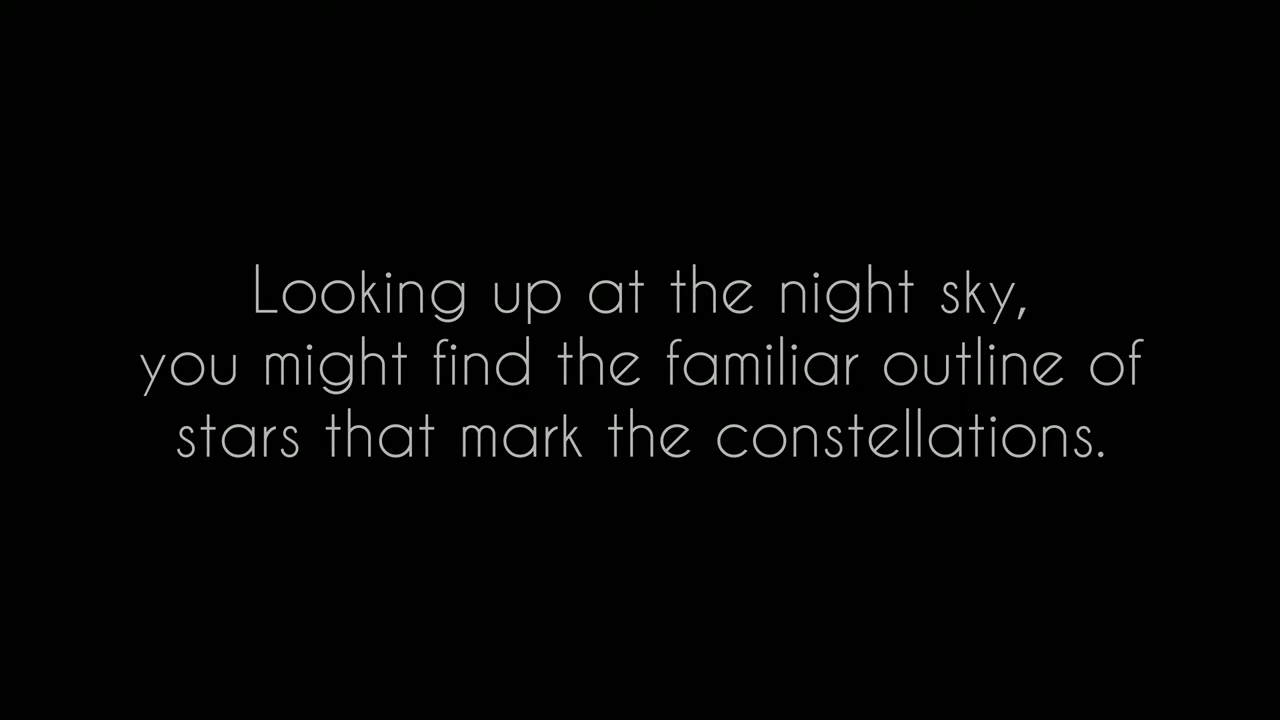 Looking up at the night sky,
you might find the familiar outline of
stars that mark the constellations.